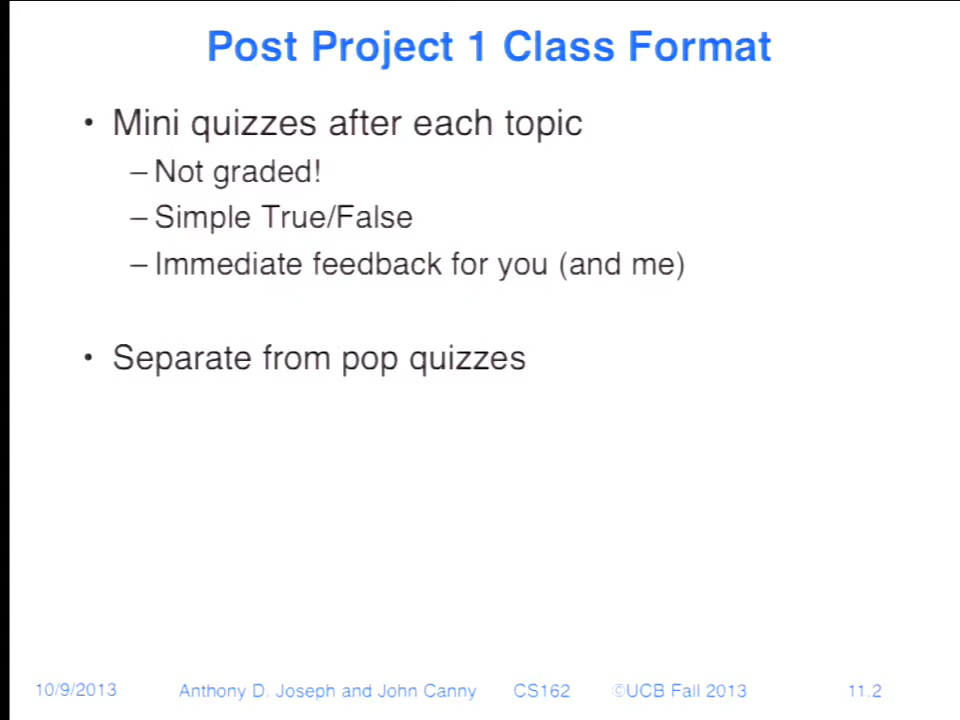 Post Project 1 Class Format
• Mini quizzes after each topic
– Not graded!
– Simple True/False
– Immediate feedback for you (and me)
• Separate from pop quizzes
10/9/2013 Anthony D. Joseph and John Canny CS162 ©UCB Fall 2013 11.2